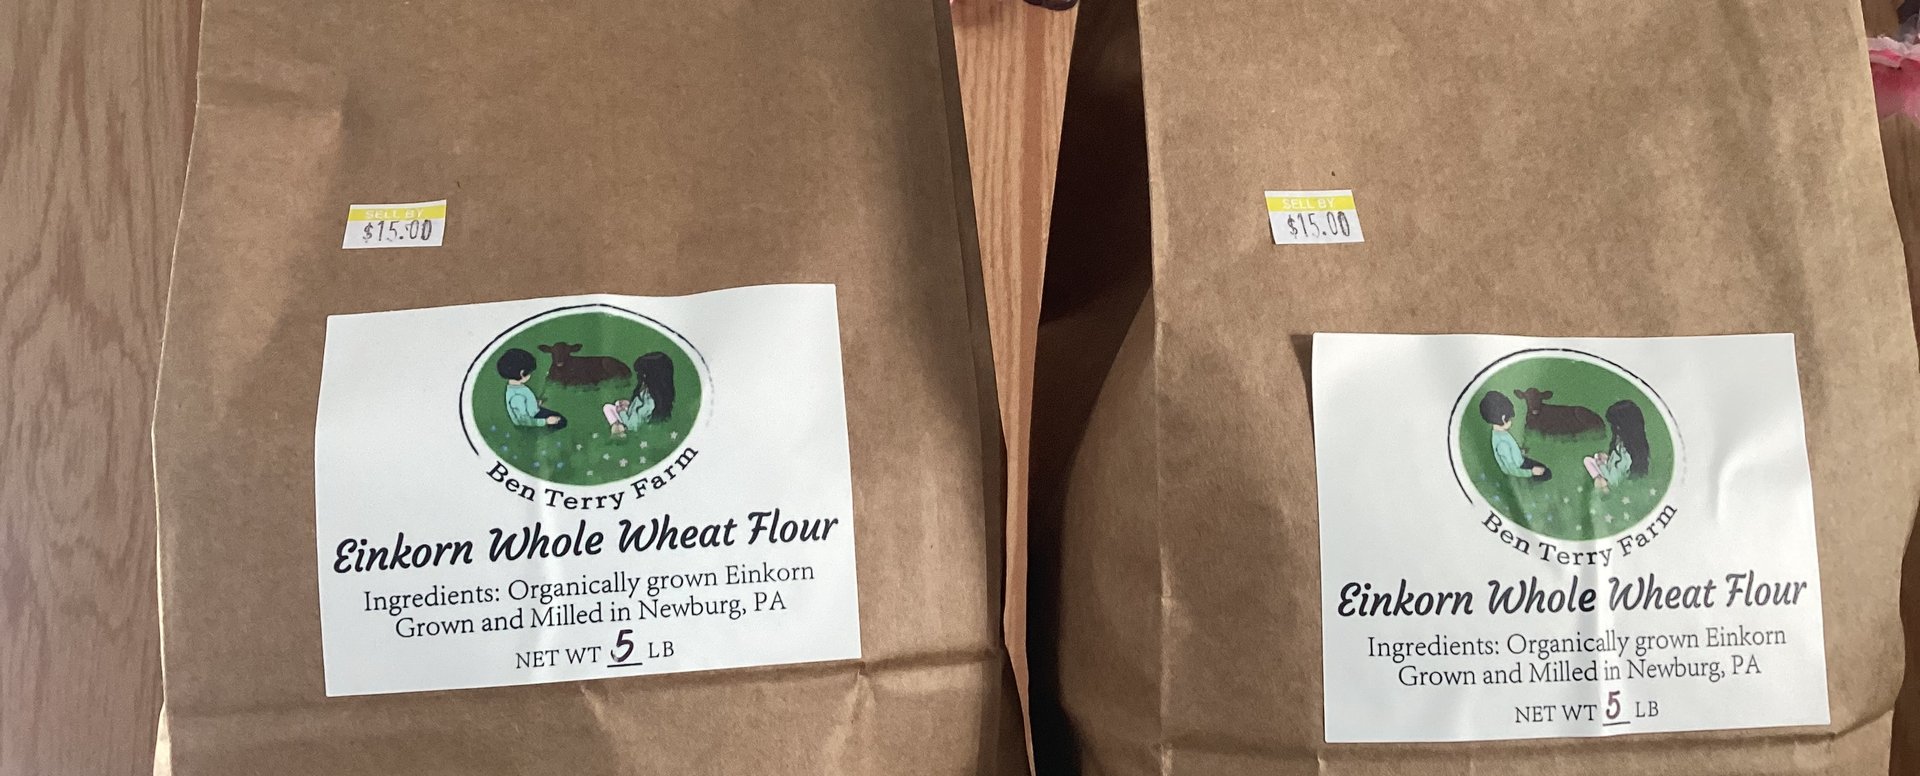 SELL BY
$15.00
Ben Terry Farm
Einkorn Whole Wheat Flour
Ingredients: Organically grown Einkorn
Grown and Milled in Newburg, PA
NET WT 5 LB
SELL BY
$15.00
Ben Terry Farm
Einkorn Whole Wheat Flour
Ingredients: Organically grown Einkorn
Grown and Milled in Newburg, PA
NET WT 5 LB